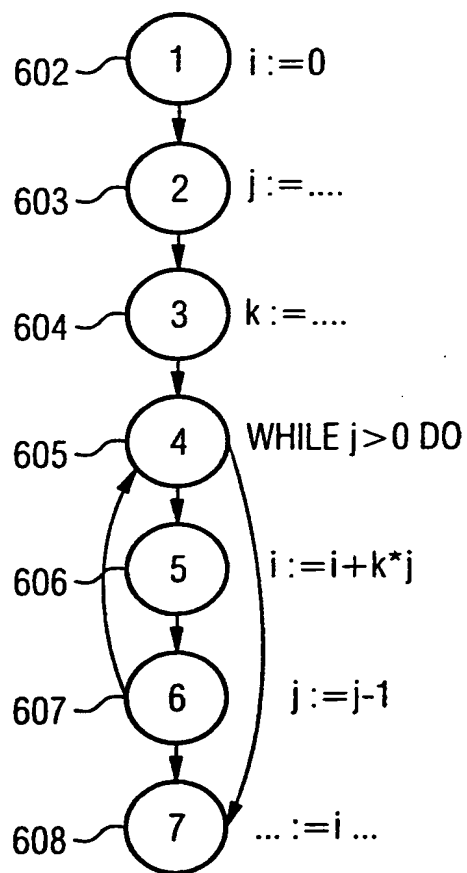 602 1 i :=0
603 2 j :=....
604 3 k :=....
605 4 WHILE j>0 DO
606 5 i :=i+k*j
607 6 j :=j-1
608 7 ... :=i ...